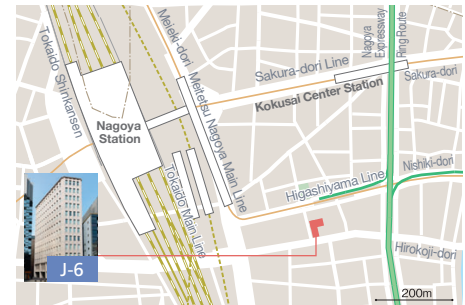 Tokaido Shinkansen
Meieki-dori
Meitetsu Nagoya Main Line
Nagoya
Expressway
Ring Route
Sakura-dori Line
Sakura-dori
Kokusai Center Station
Nagoya
Station
Tokaido Main Line
Higashiyama Line
Nishiki-dori
Hirokoji-dori
J-6
200m